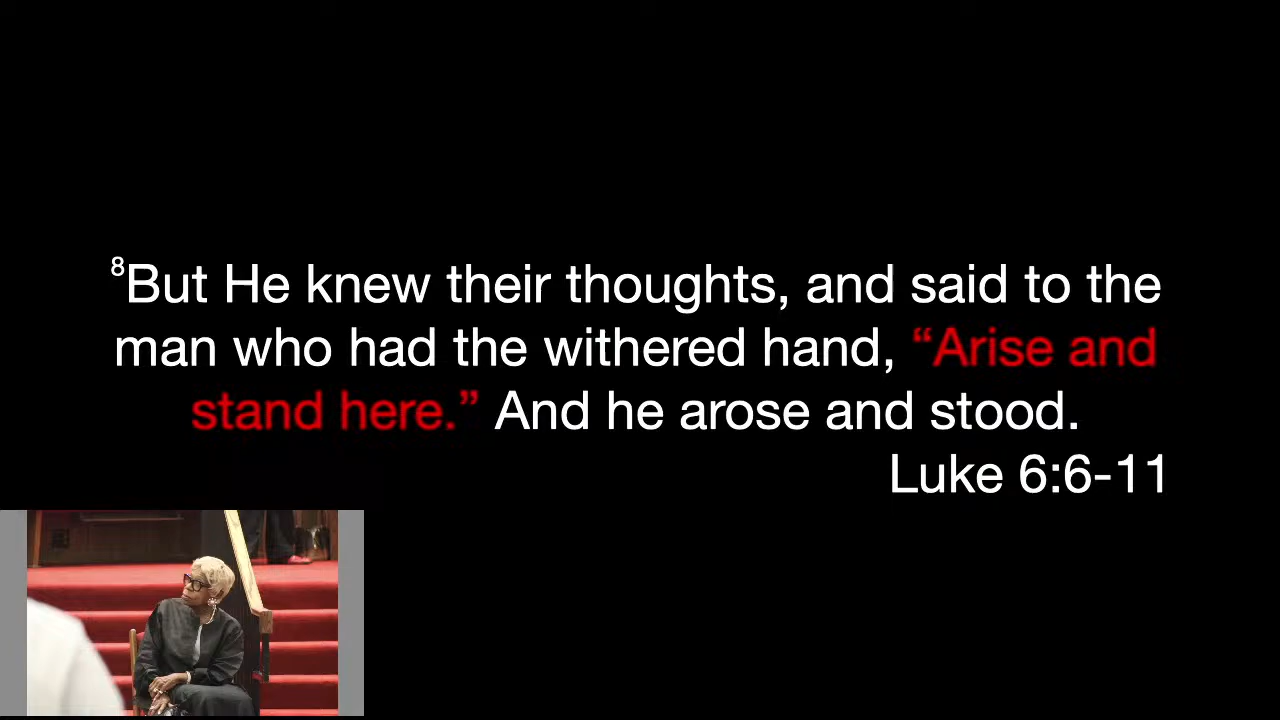 ⁸But He knew their thoughts, and said to the
man who had the withered hand, “Arise and
stand here.” And he arose and stood.
Luke 6:6-11